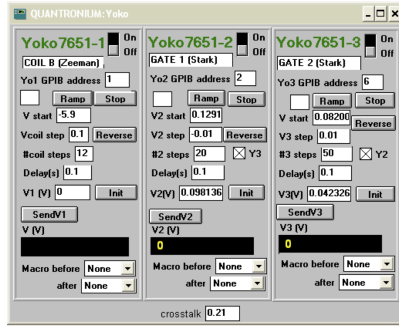 QUANTRONIUM: Yoko
Yoko7651-1 On Off
COIL B (Zeeman)
Yo1 GPIB address 1
Ramp Stop
V start -5.9
Vcoil step 0.1 Reverse
#coil steps 12
Delay(s) 0.1
V1 (V) 0 Init
SendV1
V (V)
Macro before None
after None
Yoko7651-2 On Off
GATE 1 (Stark)
Yo2 GPIB address 2
Ramp Stop
V2 start 0.1291
V2 step -0.01 Reverse
#2 steps 20 Y3
Delay(s) 0.1
V2(V) 0.098136 Init
SendV2
V2 (V)
0
Macro before None
after None
Yoko7651-3 On Off
GATE 2 (Stark)
Yo3 GPIB address 6
Ramp Stop
V start 0.08200 Reverse
V3 step 0.01
#3 steps 50 Y2
Delay(s) 0.1
V3(V) 0.042326 Init
SendV3
V3 (V)
0
Macro before None
after None
crosstalk 0.21